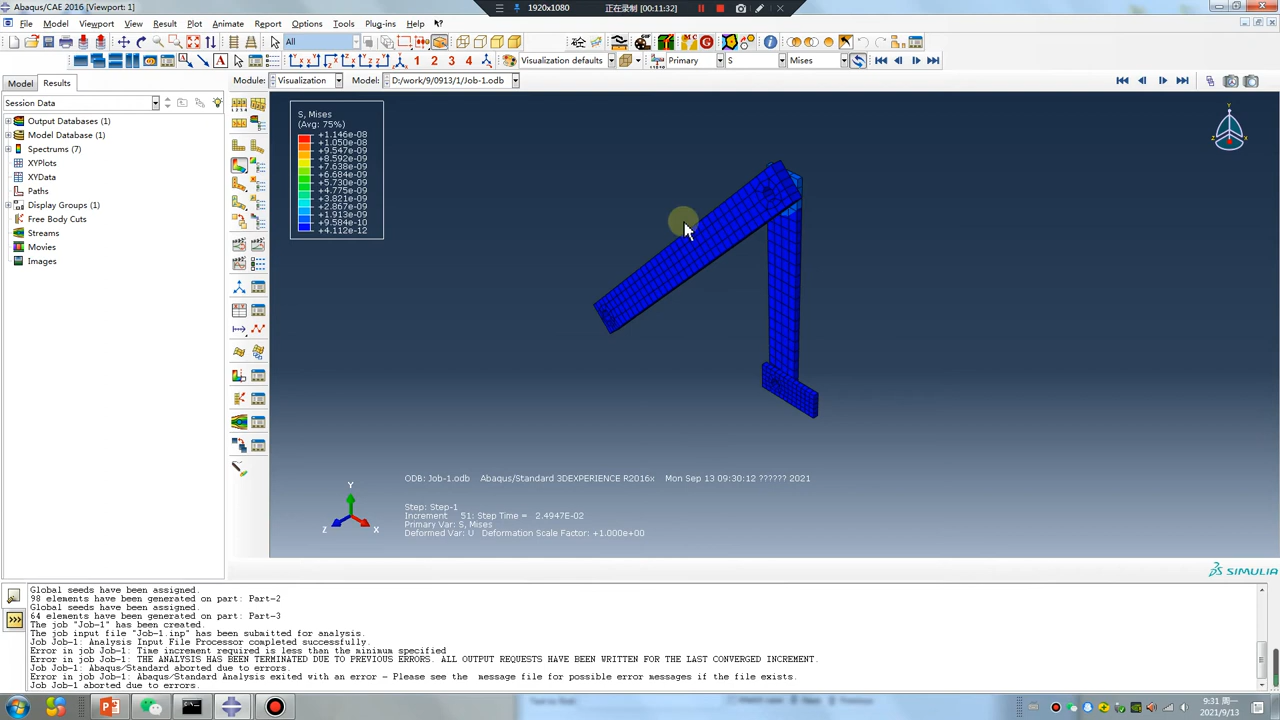 Abaqus/CAE [Viewport: 1]
1920x1080
正在录制 [00:11:32]
File
Model
Viewport
View
Result
Plot
Animate
Report
Options
Tools
Plug-ins
Help
All
Visualization defaults
Primary
S
Mises
Model
Results
Module:
Visualization
Model:
D:/work/9/0913/1/Job-1.odb
Session Data
Output Databases (1)
Model Database (1)
Spectrums (7)
XYPlots
XYData
Paths
Display Groups (1)
Free Body Cuts
Streams
Movies
Images
S, Mises
(Avg: 75%)
+1.146e-08
+1.050e-08
+9.547e-09
+8.592e-09
+7.638e-09
+6.684e-09
+5.730e-09
+4.775e-09
+3.821e-09
+2.867e-09
+1.913e-09
+9.584e-10
+4.112e-12
ODB: Job-1.odb Abaqus/Standard 3DEXPERIENCE R2016x Mon Sep 13 09:30:12 ?????? 2021
Step: Step-1
Increment 51: Step Time = 2.4947E-02
Primary Var: S, Mises
Deformed Var: U Deformation Scale Factor: +1.000e+00
Y
Z
X
SIMULIA
Global seeds have been assigned.
98 elements have been generated on part: Part-2
Global seeds have been assigned.
64 elements have been generated on part: Part-3
The job "Job-1" has been created.
The job input file "Job-1.inp" has been submitted for analysis.
Job Job-1: Analysis Input File Processor completed successfully.
Error in job Job-1: Time increment required is less than the minimum specified
Error in job Job-1: THE ANALYSIS HAS BEEN TERMINATED DUE TO PREVIOUS ERRORS. ALL OUTPUT REQUESTS HAVE BEEN WRITTEN FOR THE LAST CONVERGED INCREMENT.
Job Job-1: Abaqus/Standard aborted due to errors.
Error in job Job-1: Abaqus/Standard Analysis exited with an error - Please see the message file for possible error messages if the file exists.
Job Job-1 aborted due to errors.
9:31 周一
2021/9/13